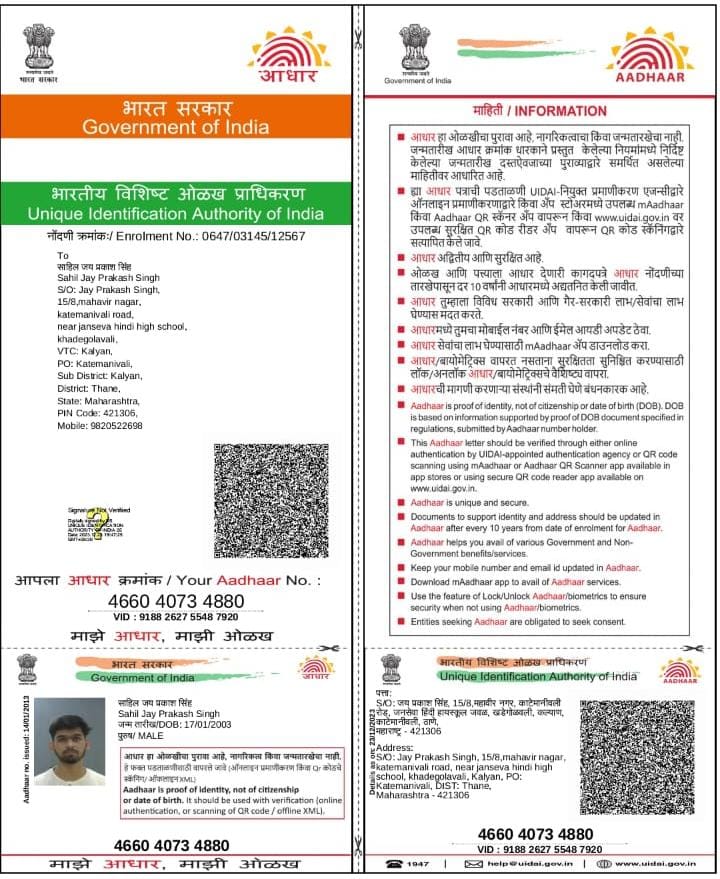 भारत सरकार
आधार
भारत सरकार
Government of India
भारतीय विशिष्ट ओळख प्राधिकरण
Unique Identification Authority of India
नोंदणी क्रमांकः/ Enrolment No.: 0647/03145/12567
To
साहिल जय प्रकाश सिंह
Sahil Jay Prakash Singh
S/O: Jay Prakash Singh,
15/8,mahavir nagar,
katemanivali road,
near janseva hindi high school,
khadegolavali,
VTC: Kalyan,
PO: Katemanivali,
Sub District: Kalyan,
District: Thane,
State: Maharashtra,
PIN Code: 421306,
Mobile: 9820522698
Signature Not Verified
आपला आधार क्रमांक / Your Aadhaar No. :
4660 4073 4880
VID : 9188 2627 5548 7920
माझे आधार, माझी ओळख
Government of India
AADHAAR
माहिती / INFORMATION
आधार हा ओळखीचा पुरावा आहे, नागरिकत्वाचा किंवा जन्मतारखेचा नाही.
जन्मतारीख आधार क्रमांक धारकाने प्रस्तुत केलेल्या नियमांमध्ये निर्दिष्ट
केलेल्या जन्मतारीख दस्तऐवजाच्या पुराव्याद्वारे समर्थित असलेल्या
माहितीवर आधारित आहे.
ह्या आधार पत्राची पडताळणी UIDAI-नियुक्त प्रमाणीकरण एजन्सीद्वारे
ऑनलाइन प्रमाणीकरणाद्वारे किंवा ॲप स्टोअरमध्ये उपलब्ध mAadhaar
किंवा Aadhaar QR स्कॅनर ॲप वापरून किंवा www.uidai.gov.in वर
उपलब्ध सुरक्षित QR कोड रीडर ॲप वापरून QR कोड स्कॅनिंगद्वारे
सत्यापित केले जावे.
आधार अद्वितीय आणि सुरक्षित आहे.
ओळख आणि पत्त्याला आधार देणारी कागदपत्रे आधार नोंदणीच्या
तारखेपासून दर 10 वर्षांनी आधारमध्ये अद्यतनित केली जावीत.
आधार तुम्हाला विविध सरकारी आणि गैर-सरकारी लाभ/सेवांचा लाभ
घेण्यास मदत करते.
आधारमध्ये तुमचा मोबाईल नंबर आणि ईमेल आयडी अपडेट ठेवा.
आधार सेवांचा लाभ घेण्यासाठी mAadhaar ॲप डाउनलोड करा.
आधार/बायोमेट्रिक्स वापरत नसताना सुरक्षितता सुनिश्चित करण्यासाठी
लॉक/अनलॉक आधार/बायोमेट्रिक्सचे वैशिष्ट्य वापरा.
आधारची मागणी करणाऱ्या संस्थांनी संमती घेणे बंधनकारक आहे.
Aadhaar is proof of identity, not of citizenship or date of birth (DOB). DOB
is based on information supported by proof of DOB document specified in
regulations, submitted by Aadhaar number holder.
This Aadhaar letter should be verified through either online
authentication by UIDAI-appointed authentication agency or QR code
scanning using mAadhaar or Aadhaar QR Scanner app available in
app stores or using secure QR code reader app available on
www.uidai.gov.in.
Aadhaar is unique and secure.
Documents to support identity and address should be updated in
Aadhaar after every 10 years from date of enrolment for Aadhaar.
Aadhaar helps you avail of various Government and Non-
Government benefits/services.
Keep your mobile number and email id updated in Aadhaar.
Download mAadhaar app to avail of Aadhaar services.
Use the feature of Lock/Unlock Aadhaar/biometrics to ensure
security when not using Aadhaar/biometrics.
Entities seeking Aadhaar are obligated to seek consent.
भारत सरकार
Government of India
आधार
Aadhaar no. issued: 14/01/2013
साहिल जय प्रकाश सिंह
Sahil Jay Prakash Singh
जन्म तारीख/DOB: 17/01/2003
पुरुष/ MALE
आधार हा ओळखीचा पुरावा आहे, नागरिकत्व किंवा जन्मतारखेचा नाही.
हे फक्त पडताळणीसाठी वापरले जावे (ऑनलाइन प्रमाणीकरण किंवा QR कोडचे
स्कॅनिंग/ ऑफलाइन XML)
Aadhaar is proof of identity, not of citizenship
or date of birth. It should be used with verification (online
authentication, or scanning of QR code / offline XML).
4660 4073 4880
माझे आधार, माझी ओळख
भारतीय विशिष्ट ओळख प्राधिकरण
Unique Identification Authority of India
AADHAAR
Details as on: 23/12/2023
पत्ता:
S/O: जय प्रकाश सिंह, 15/8,महावीर नगर, काटेमानीवली
रोड, जनसेवा हिंदी हायस्कूल जवळ, खडेगोळवली, कल्याण,
काटेमानीवली, ठाणे,
महाराष्ट्र - 421306
Address:
S/O: Jay Prakash Singh, 15/8,mahavir nagar,
katemanivali road, near janseva hindi high
school, khadegolavali, Kalyan, PO:
Katemanivali, DIST: Thane,
Maharashtra - 421306
4660 4073 4880
VID : 9188 2627 5548 7920
1947 | help@uidai.gov.in | www.uidai.gov.in